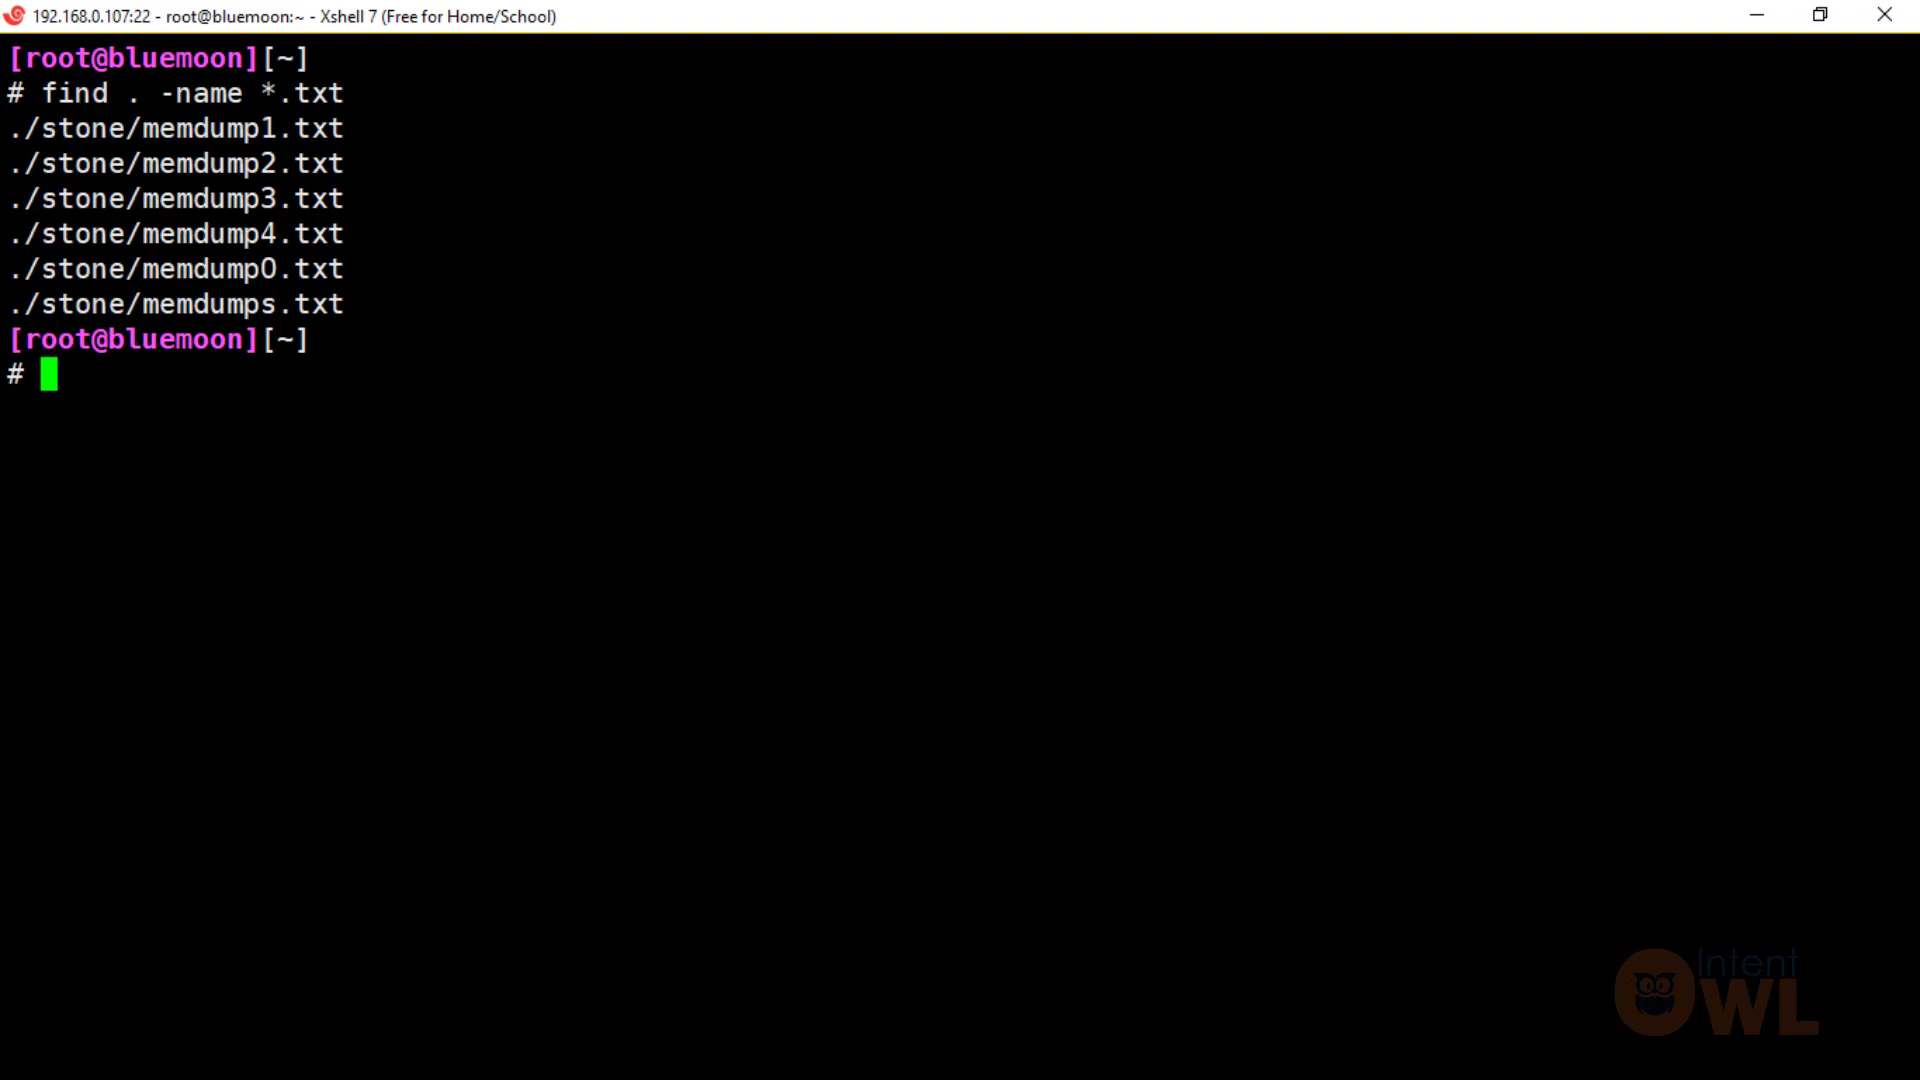 192.168.0.107:22 - root@bluemoon:~ - Xshell 7 (Free for Home/School)
[root@bluemoon][~]
# find . -name *.txt
./stone/memdump1.txt
./stone/memdump2.txt
./stone/memdump3.txt
./stone/memdump4.txt
./stone/memdump0.txt
./stone/memdumps.txt
[root@bluemoon][~]
#
Intent
OWL